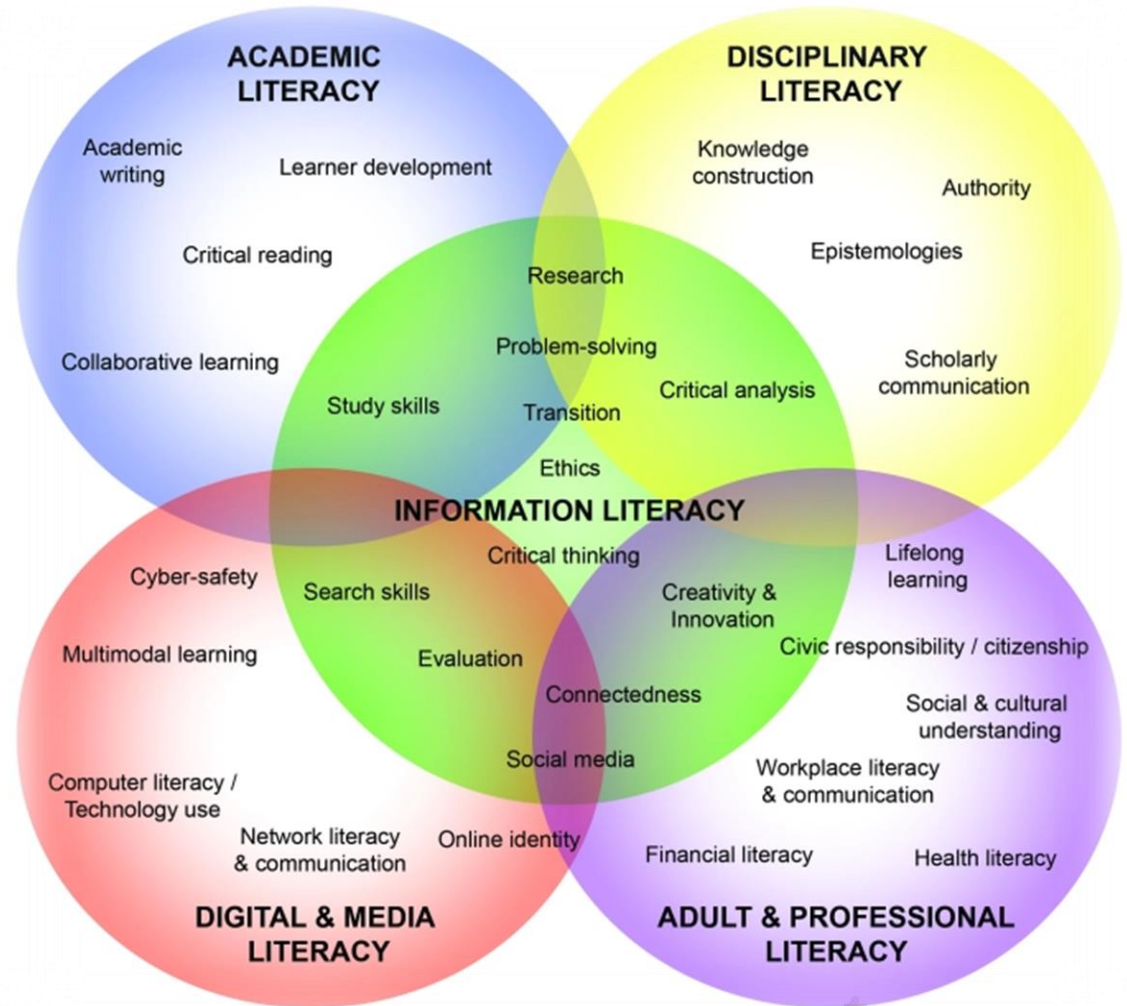 ACADEMIC
LITERACY
DISCIPLINARY
LITERACY
Academic
writing
Learner development
Critical reading
Collaborative learning
Knowledge
construction
Authority
Epistemologies
Scholarly
communication
Research
Problem-solving
Critical analysis
Study skills
Transition
Ethics
INFORMATION LITERACY
Critical thinking
Search skills
Creativity &
Innovation
Evaluation
Connectedness
Social media
Cyber-safety
Multimodal learning
Computer literacy /
Technology use
Network literacy
& communication
Online identity
DIGITAL & MEDIA
LITERACY
Lifelong
learning
Civic responsibility / citizenship
Social & cultural
understanding
Workplace literacy
& communication
Financial literacy
Health literacy
ADULT & PROFESSIONAL
LITERACY